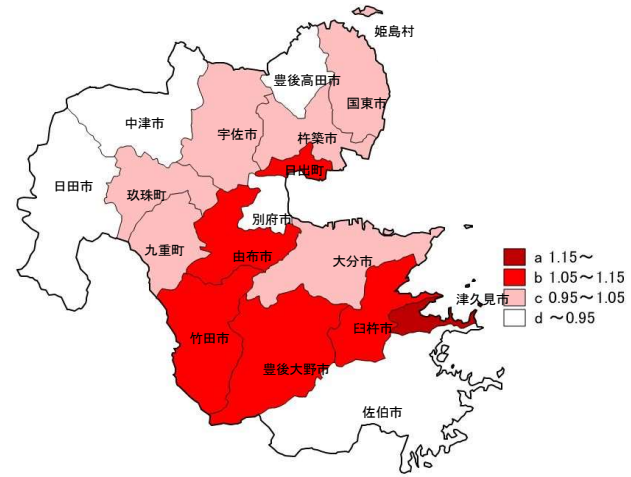 姫島村
豊後高田市
国東市
中津市
宇佐市
杵築市
日出町
日田市
玖珠町
別府市
九重町
由布市
大分市
津久見市
竹田市
臼杵市
豊後大野市
佐伯市
a 1.15～
b 1.05～1.15
c 0.95～1.05
d ～0.95